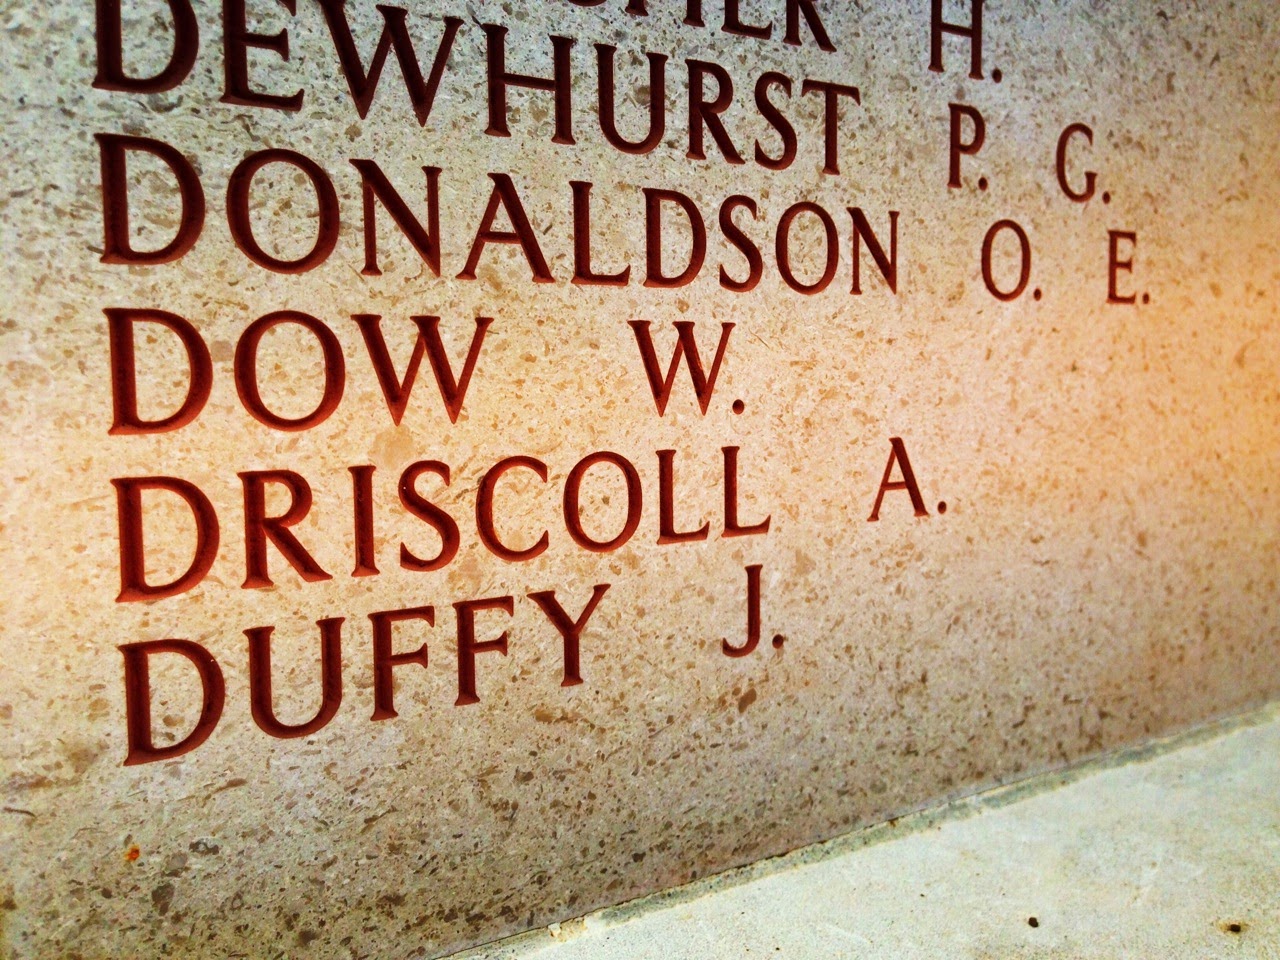 H.
DEWHURST P. G.
DONALDSON O. E.
DOW W.
DRISCOLL A.
DUFFY J.